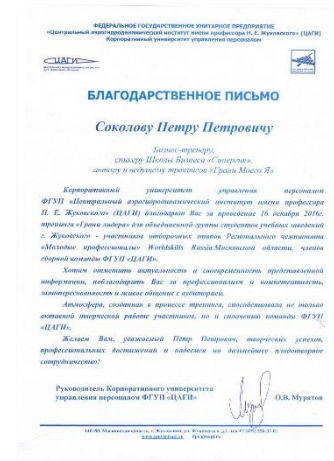 ФЕДЕРАЛЬНОЕ ГОСУДАРСТВЕННОЕ УНИТАРНОЕ ПРЕДПРИЯТИЕ
«Центральный аэрогидродинамический институт имени профессора Н. Е. Жуковского» (ЦАГИ)
Корпоративный университет управления персоналом
ЦАГИ
БЛАГОДАРСТВЕННОЕ ПИСЬМО
Соколову Петру Петровичу
Бизнес-тренеру,
спикеру Школы Бизнеса «Синергия»,
автору и ведущему тренингов «Грани Моего Я»
Корпоративный университет управления персоналом
ФГУП «Центральный аэрогидродинамический институт имени профессора
Н. Е. Жуковского» (ЦАГИ) благодарит Вас за проведение 16 декабря 2016г.
тренинга «Грани лидера» для объединенной группы студентов учебных заведений
г. Жуковского - участников отборочных этапов Регионального чемпионата
«Молодые профессионалы» Worldskills Russia Московской области, членов
сборной команды ФГУП «ЦАГИ».
Хотим отметить актуальность и своевременность представленной
информации, поблагодарить Вас за профессионализм и компетентность,
заинтересованность и живое общение с аудиторией.
Атмосфера, созданная в процессе тренинга, способствовала не только
активной творческой работе участников, но и сплочению команды ФГУП
«ЦАГИ».
Желаем Вам, уважаемый Пётр Петрович, творческих успехов,
профессиональных достижений и надеемся на дальнейшее плодотворное
сотрудничество!
Руководитель Корпоративного университета
управления персоналом ФГУП «ЦАГИ»
О.В. Муратов